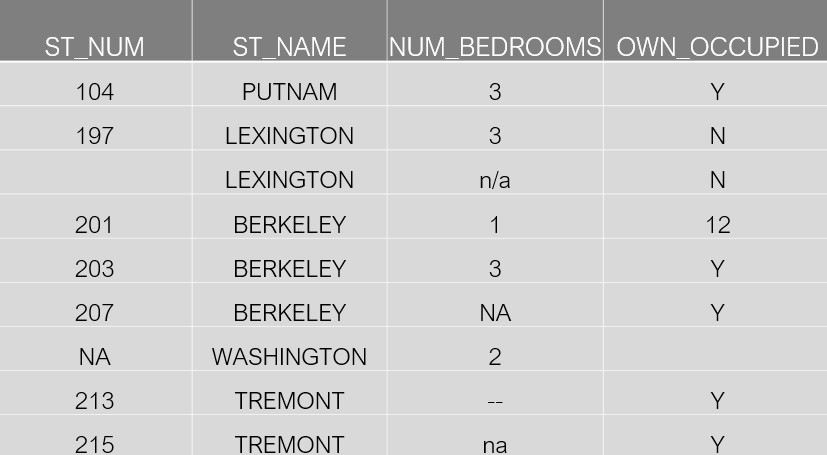 ST_NUM ST_NAME NUM_BEDROOMS OWN_OCCUPIED
104 PUTNAM 3 Y
197 LEXINGTON 3 N
LEXINGTON n/a N
201 BERKELEY 1 12
203 BERKELEY 3 Y
207 BERKELEY NA Y
NA WASHINGTON 2
213 TREMONT -- Y
215 TREMONT na Y